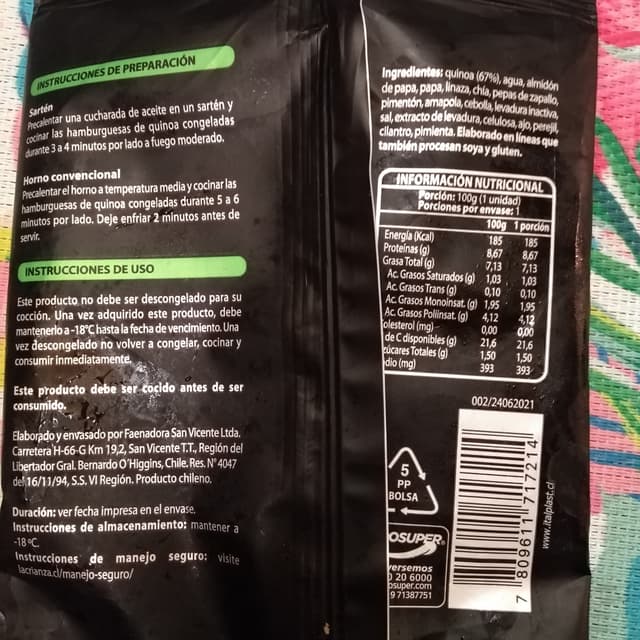 INSTRUCCIONES DE PREPARACIÓN
Sartén
Precalentar una cucharada de aceite en un sartén y
cocinar las hamburguesas de quinoa congeladas
durante 3 a 4 minutos por lado a fuego moderado.
Horno convencional
Precalentar el horno a temperatura media y cocinar las
hamburguesas de quinoa congeladas durante 5 a 6
minutos por lado. Deje enfriar 2 minutos antes de
servir.
INSTRUCCIONES DE USO
Este producto no debe ser descongelado para su
cocción. Una vez adquirido este producto, debe
mantenerlo a -18°C hasta la fecha de vencimiento. Una
vez descongelado no volver a congelar, cocinar y
consumir inmediatamente.
Este producto debe ser cocido antes de ser
consumido.
Elaborado y envasado por Faenadora San Vicente Ltda.
Carretera H-66-G Km 19,2, San Vicente T.T., Región del
Libertador Gral. Bernardo O'Higgins, Chile. Res. N° 4047
del 16/11/94, S.S. VI Región. Producto chileno.
Duración: ver fecha impresa en el envase.
Instrucciones de almacenamiento: mantener a
-18 °C.
Instrucciones de manejo seguro: visite
lacrianza.cl/manejo-seguro/
Ingredientes: quinoa (67%), agua, almidón
de papa, papa, linaza, chía, pepas de zapallo,
pimentón, amapola, cebolla, levadura inactiva,
sal, extracto de levadura, celulosa, ajo, perejil,
cilantro, pimienta. Elaborado en líneas que
también procesan soya y gluten.
INFORMACIÓN NUTRICIONAL
Porción: 100g (1 unidad)
Porciones por envase: 1
100g 1 porción
Energía (Kcal) 185 185
Proteínas (g) 8,67 8,67
Grasa Total (g) 7,13 7,13
Ac. Grasos Saturados (g) 1,03 1,03
Ac. Grasos Trans (g) 0,10 0,10
Ac. Grasos Monoinsat. (g) 1,95 1,95
Ac. Grasos Poliinsat. (g) 4,12 4,12
olesterol (mg) 0,00 0,00
de C disponibles (g) 21,6 21,6
úcares Totales (g) 1,50 1,50
dio (mg) 393 393
002/24062021
5
PP
BOLSA
OSUPER
ersemos
20 6000
osuper.com
9 71387751
7 809611 717214
www.italplast.cl